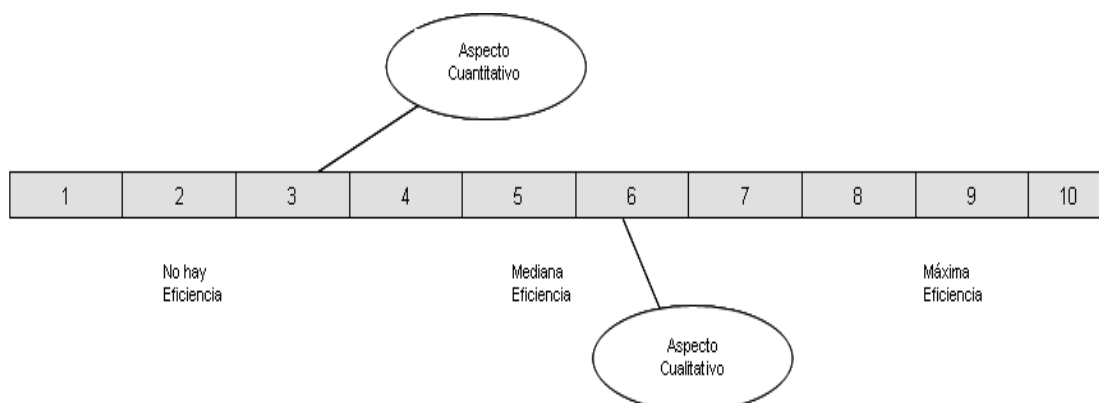 Aspecto
Cuantitativo
1 2 3 4 5 6 7 8 9 10
No hay
Eficiencia
Mediana
Eficiencia
Máxima
Eficiencia
Aspecto
Cualitativo